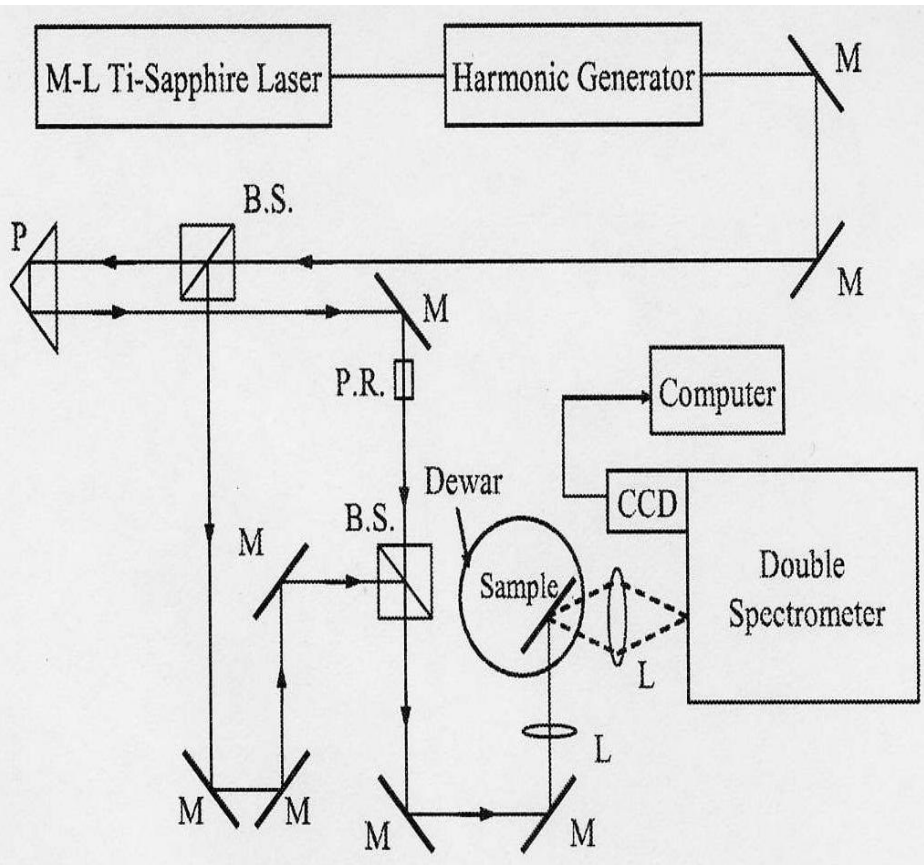 M-L Ti-Sapphire Laser
Harmonic Generator
M
B.S.
P
M
M
P.R.
Computer
Dewar
CCD
B.S.
M
Sample
Double
Spectrometer
L
L
M
M
M
M